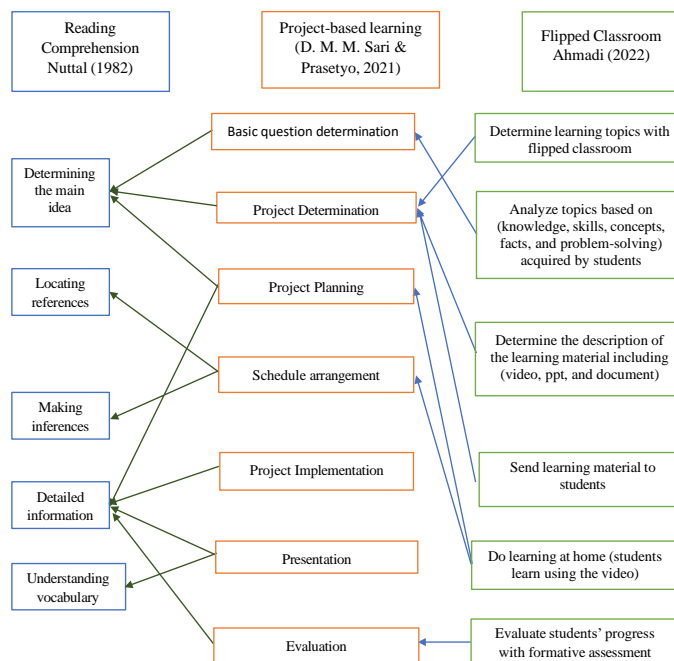 Reading
Comprehension
Nuttal (1982)
Project-based learning
(D. M. M. Sari &
Prasetyo, 2021)
Flipped Classroom
Ahmadi (2022)
Determining
the main
idea
Locating
references
Making
inferences
Detailed
information
Understanding
vocabulary
Basic question determination
Project Determination
Project Planning
Schedule arrangement
Project Implementation
Presentation
Evaluation
Determine learning topics with
flipped classroom
Analyze topics based on
(knowledge, skills, concepts,
facts, and problem-solving)
acquired by students
Determine the description of
the learning material including
(video, ppt, and document)
Send learning material to
students
Do learning at home (students
learn using the video)
Evaluate students’ progress
with formative assessment